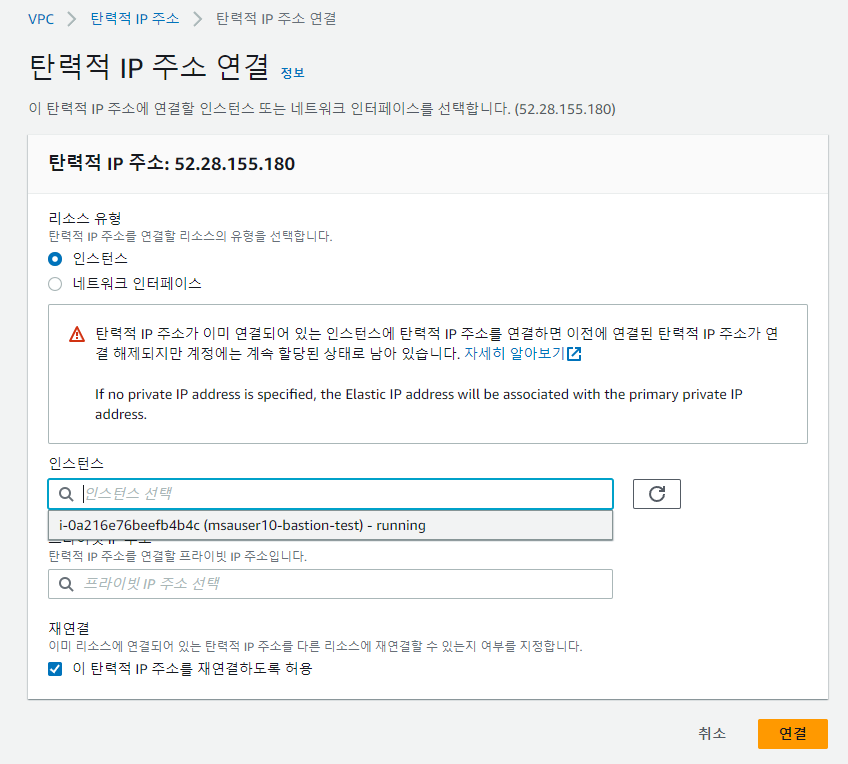 VPC > 탄력적 IP 주소 > 탄력적 IP 주소 연결
탄력적 IP 주소 연결 정보
이 탄력적 IP 주소에 연결할 인스턴스 또는 네트워크 인터페이스를 선택합니다. (52.28.155.180)
탄력적 IP 주소: 52.28.155.180
리소스 유형
탄력적 IP 주소를 연결할 리소스의 유형을 선택합니다.
인스턴스
네트워크 인터페이스
탄력적 IP 주소가 이미 연결되어 있는 인스턴스에 탄력적 IP 주소를 연결하면 이전에 연결된 탄력적 IP 주소가 연
결 해제되지만 계정에는 계속 할당된 상태로 남아 있습니다. 자세히 알아보기
If no private IP address is specified, the Elastic IP address will be associated with the primary private IP
address.
인스턴스
인스턴스 선택
i-0a216e76beefb4b4c (msauser10-bastion-test) - running
프라이빗 IP 주소
탄력적 IP 주소를 연결할 프라이빗 IP 주소입니다.
프라이빗 IP 주소 선택
재연결
이미 리소스에 연결되어 있는 탄력적 IP 주소를 다른 리소스에 재연결할 수 있는지 여부를 지정합니다.
이 탄력적 IP 주소를 재연결하도록 허용
취소
연결